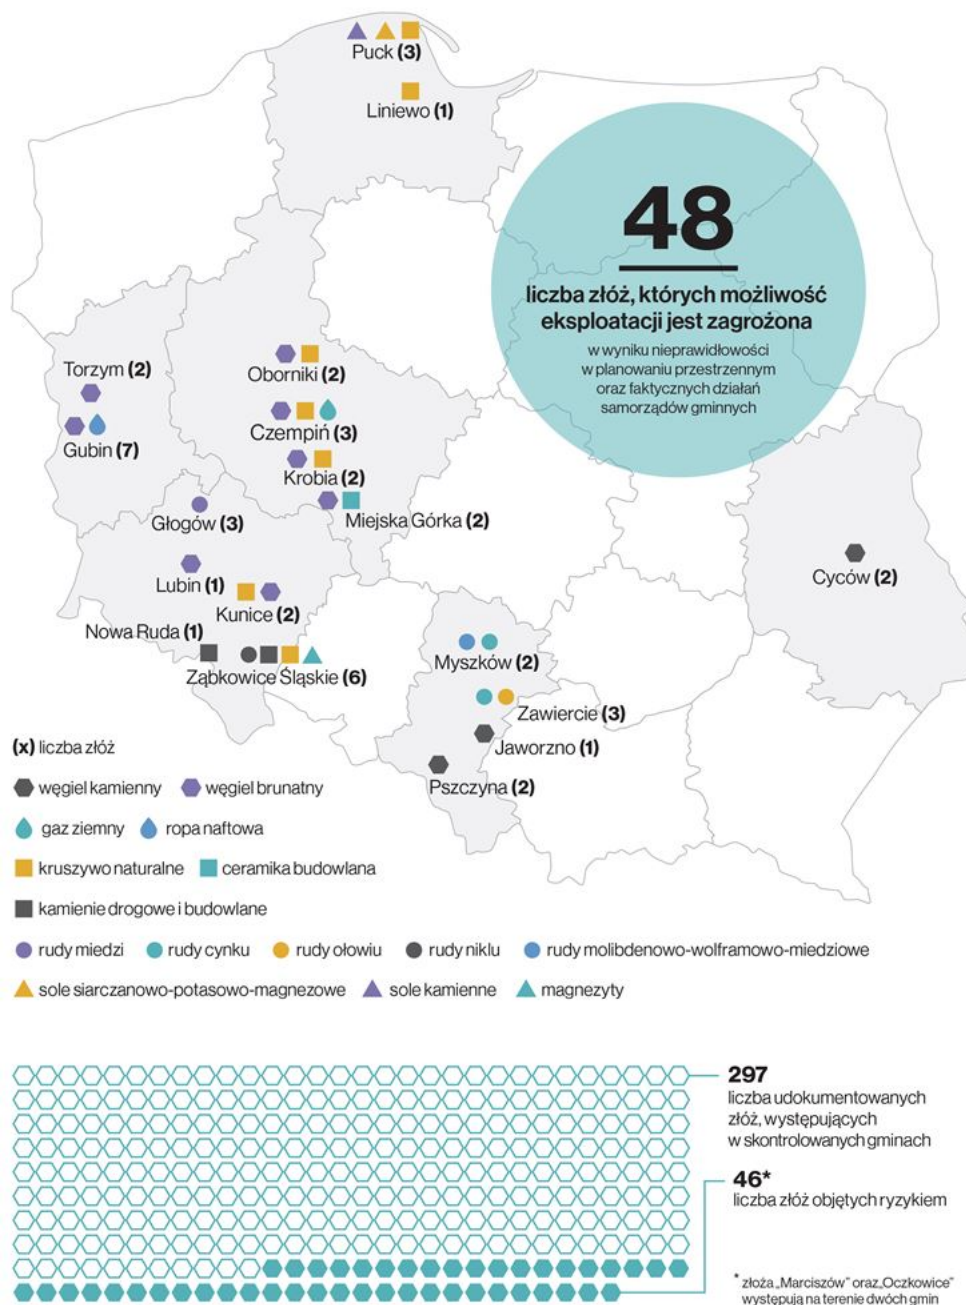 Puck (3)
Liniewo (1)
48
liczba złóż, których możliwość
eksploatacji jest zagrożona
w wyniku nieprawidłowości
w planowaniu przestrzennym
oraz faktycznych działań
samorządów gminnych
Torzym (2)
Oborniki (2)
Gubin (7)
Czempiń (3)
Krobia (2)
Głogów (3)
Miejska Górka (2)
Lubin (1)
Cyców (2)
Kunice (2)
Nowa Ruda (1)
Ząbkowice Śląskie (6)
Myszków (2)
Zawiercie (3)
Jaworzno (1)
Pszczyna (2)
(x) liczba złóż
węgiel kamienny węgiel brunatny
gaz ziemny ropa naftowa
kruszywo naturalne ceramika budowlana
kamienie drogowe i budowlane
rudy miedzi rudy cynku rudy ołowiu rudy niklu rudy molibdenowo-wolframowo-miedziowe
sole siarczanowo-potasowo-magnezowe sole kamienne magnezyty
297
liczba udokumentowanych
złóż, występujących
w skontrolowanych gminach
46*
liczba złóż objętych ryzykiem
* złoża „Marciszów” oraz „Oczkowice”
występują na terenie dwóch gmin